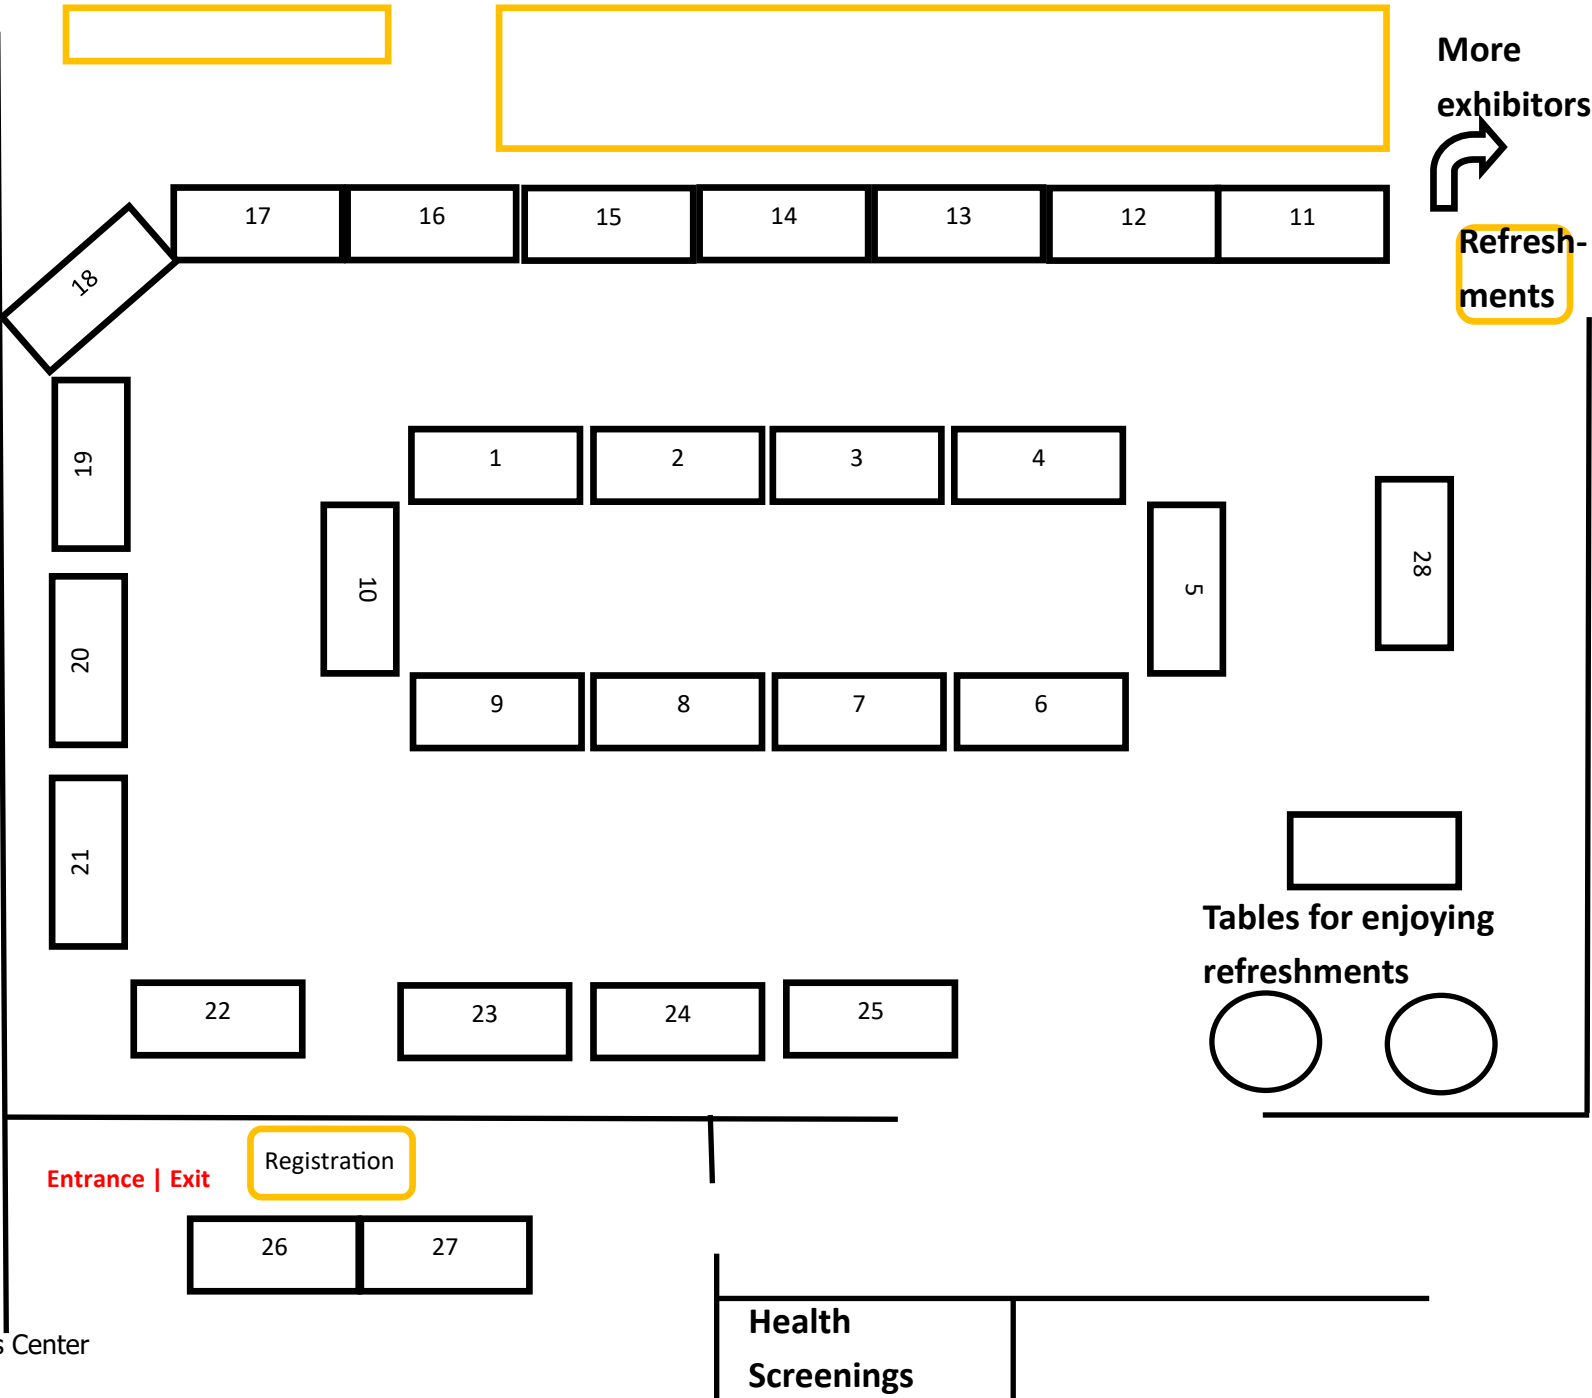 More
exhibitors
17
16
15
14
13
12
11
Refresh-
ments
18
19
1
2
3
4
10
5
28
20
9
8
7
6
21
Tables for enjoying
refreshments
22
23
24
25
Registration
Entrance | Exit
26
27
Health
Screenings
s Center